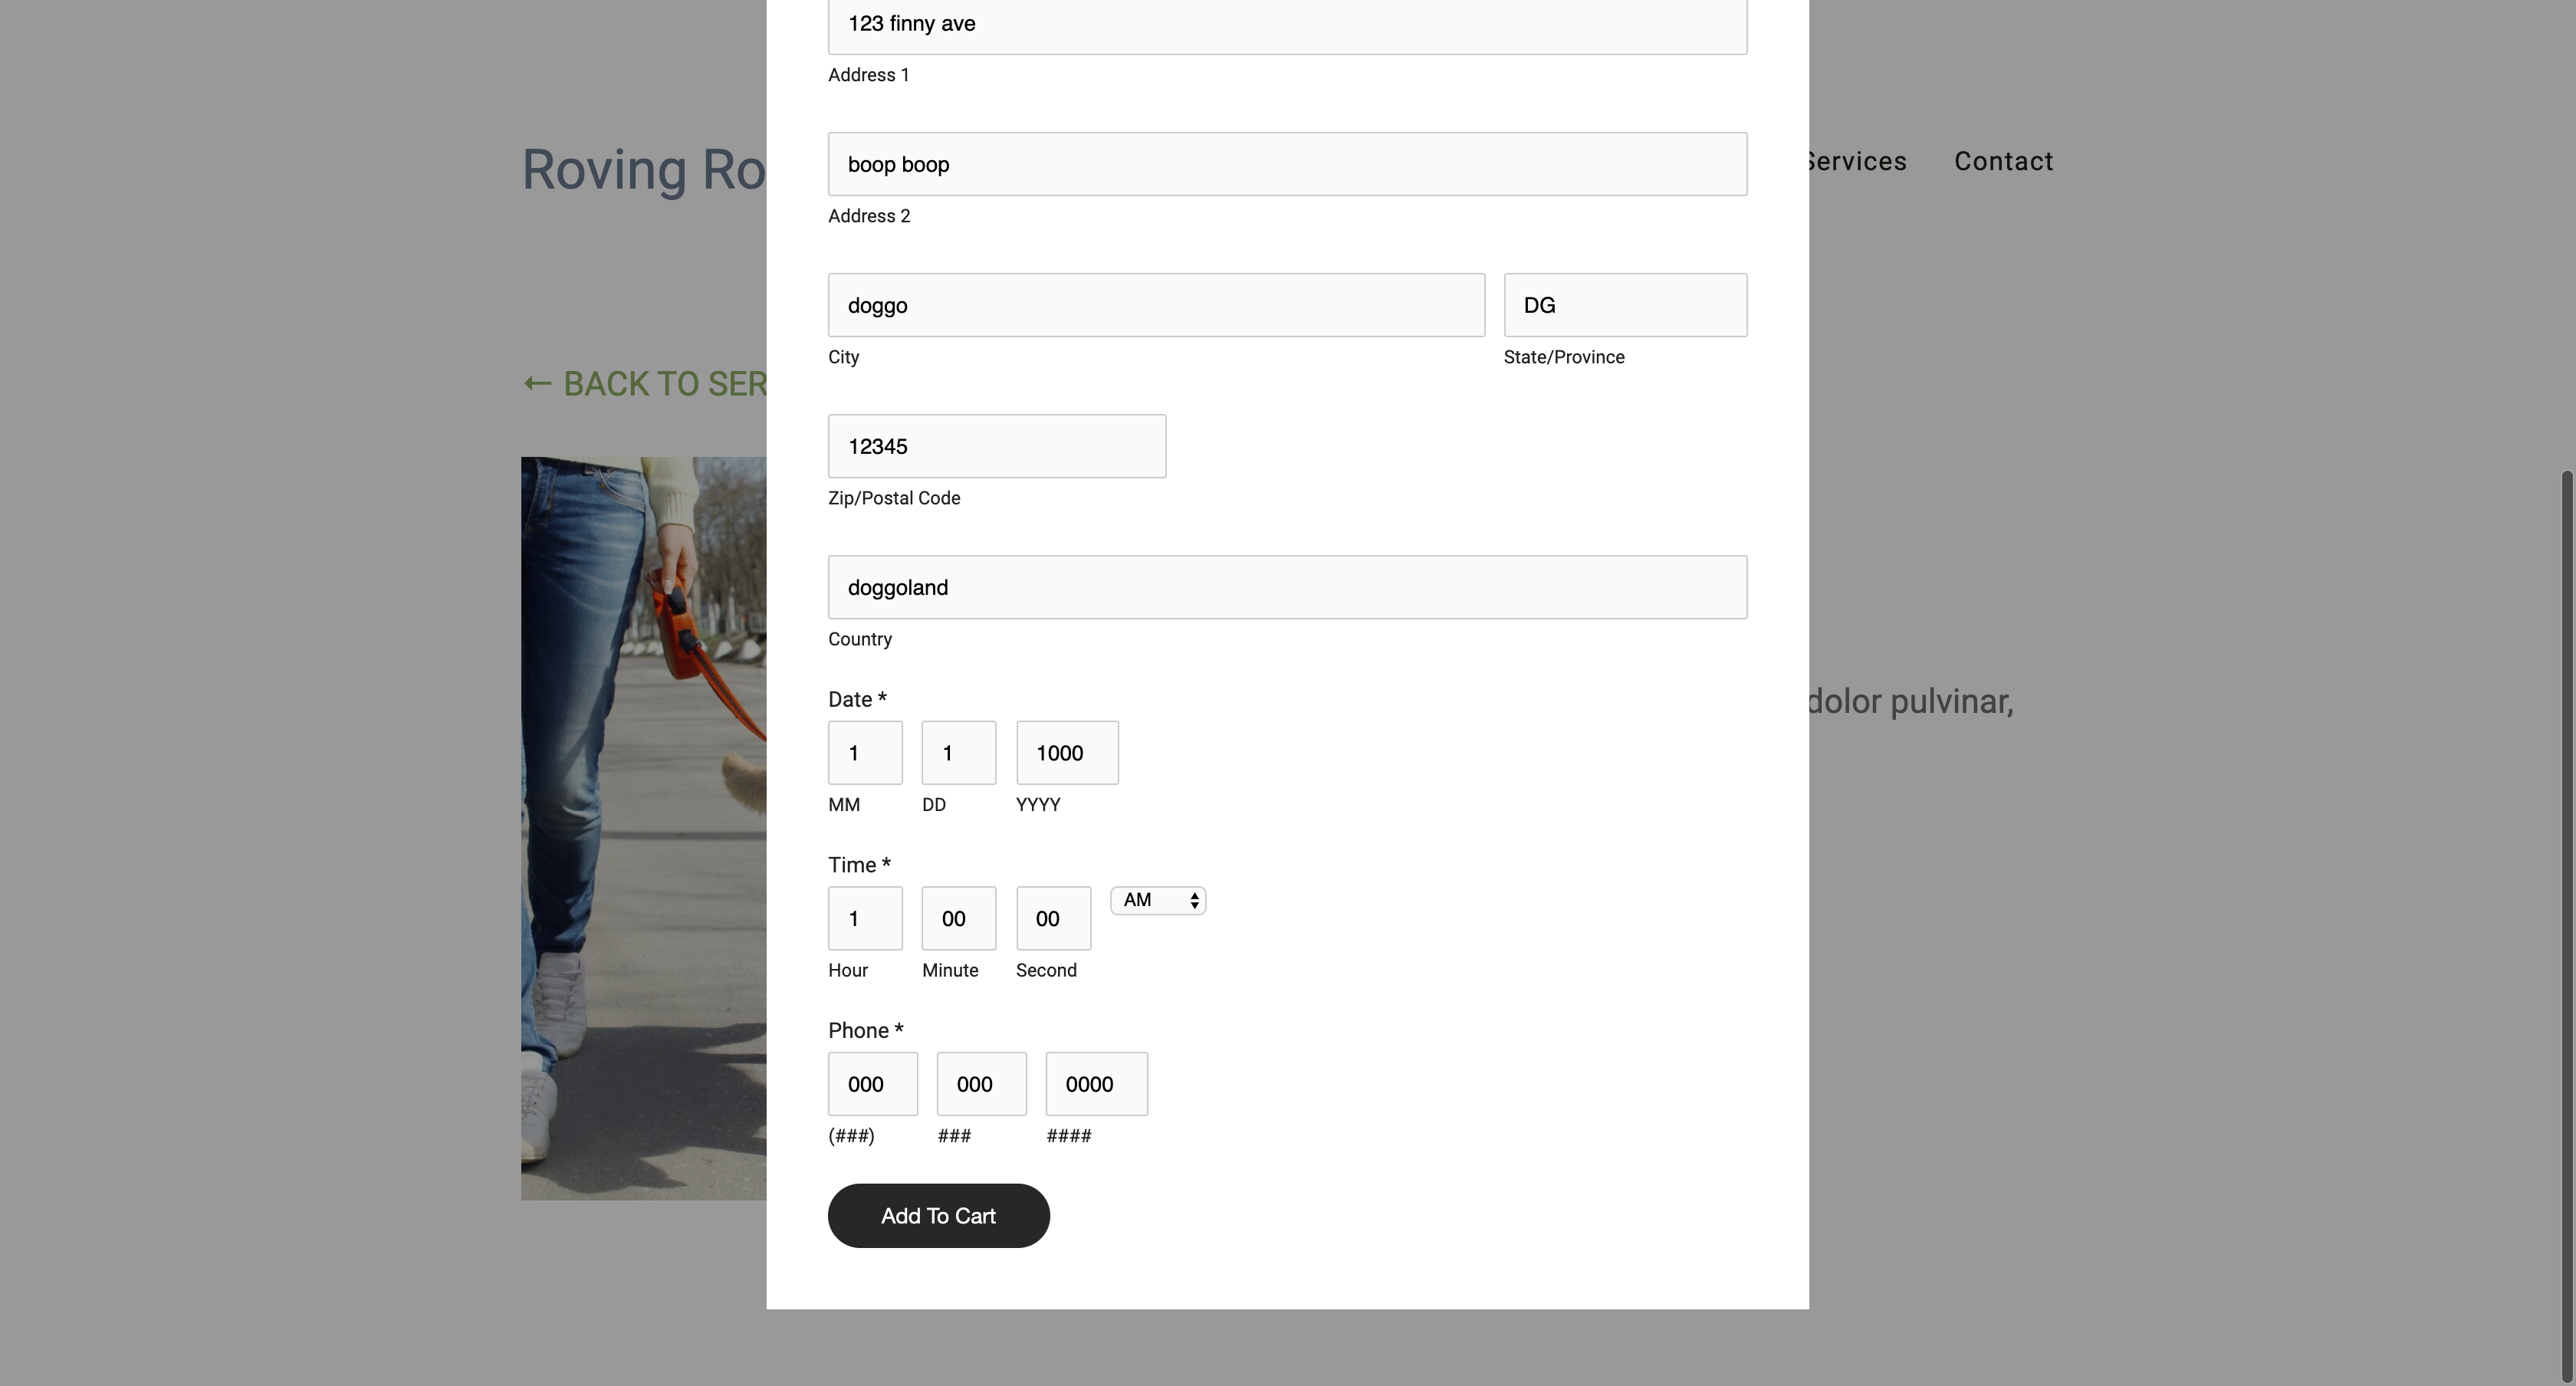 123 finny ave
Address 1
Roving Ro
Services
Contact
boop boop
Address 2
doggo
DG
City
State/Province
← BACK TO SER
12345
Zip/Postal Code
doggoland
Country
Date *
dolor pulvinar,
1
1
1000
MM
DD
YYYY
Time *
1
00
00
AM
Hour
Minute
Second
Phone *
000
000
0000
(###)
###
####
Add To Cart